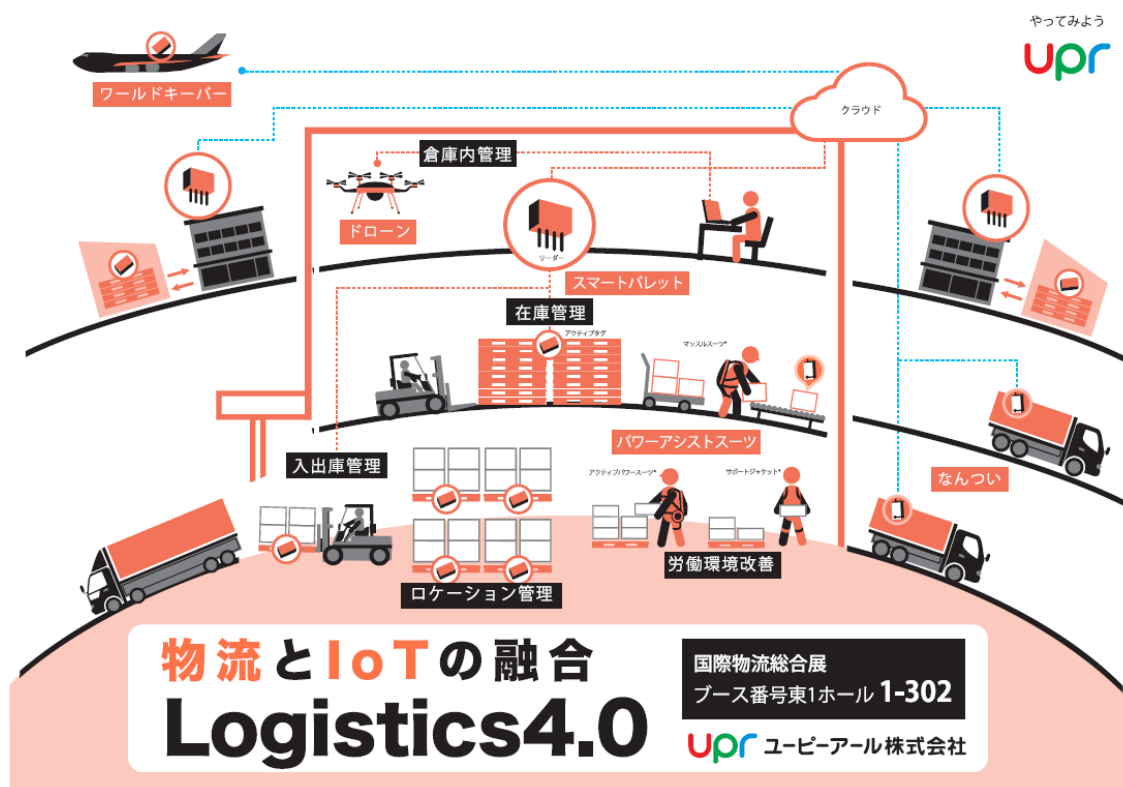 やってみよう
upr
ワールドキーパー
クラウド
倉庫内管理
ドローン
リーダー
スマートパレット
在庫管理
アクティブタグ
マッスルスーツ®
パワーアシストスーツ
入出庫管理
アクティブパワースーツ®
サポートジャケット®
なんつい
労働環境改善
ロケーション管理
物流とIoTの融合
Logistics4.0
国際物流総合展
ブース番号東1ホール 1-302
upr ユーピーアール株式会社